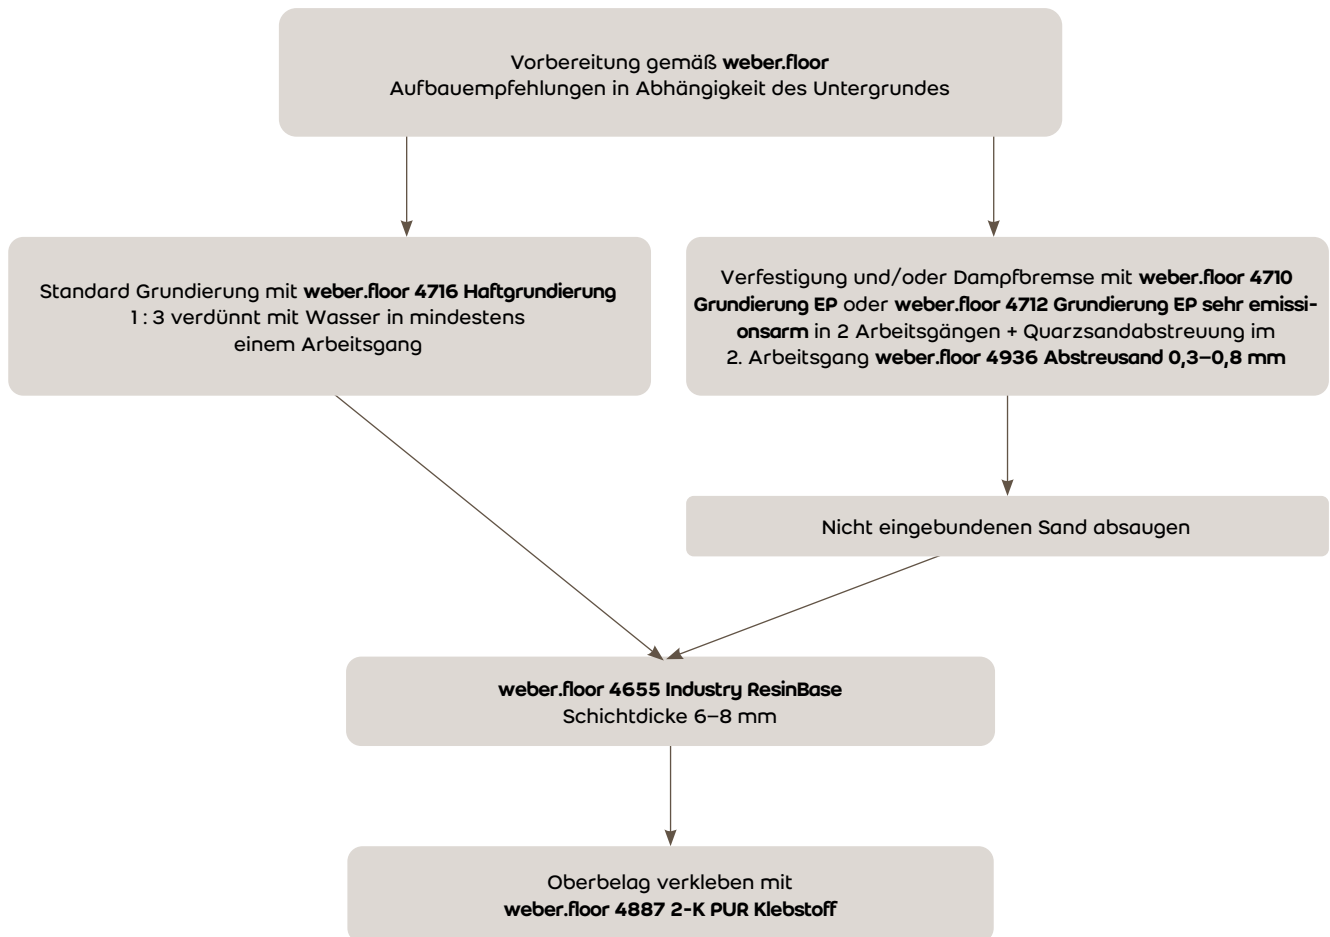 Vorbereitung gemäß weber.floor
Aufbauempfehlungen in Abhängigkeit des Untergrundes
Standard Grundierung mit weber.floor 4716 Haftgrundierung
1 : 3 verdünnt mit Wasser in mindestens
einem Arbeitsgang
Verfestigung und/oder Dampfbremse mit weber.floor 4710
Grundierung EP oder weber.floor 4712 Grundierung EP sehr emissi-
onsarm in 2 Arbeitsgängen + Quarzsandabstreuung im
2. Arbeitsgang weber.floor 4936 Abstreusand 0,3–0,8 mm
Nicht eingebundenen Sand absaugen
weber.floor 4655 Industry ResinBase
Schichtdicke 6–8 mm
Oberbelag verkleben mit
weber.floor 4887 2-K PUR Klebstoff